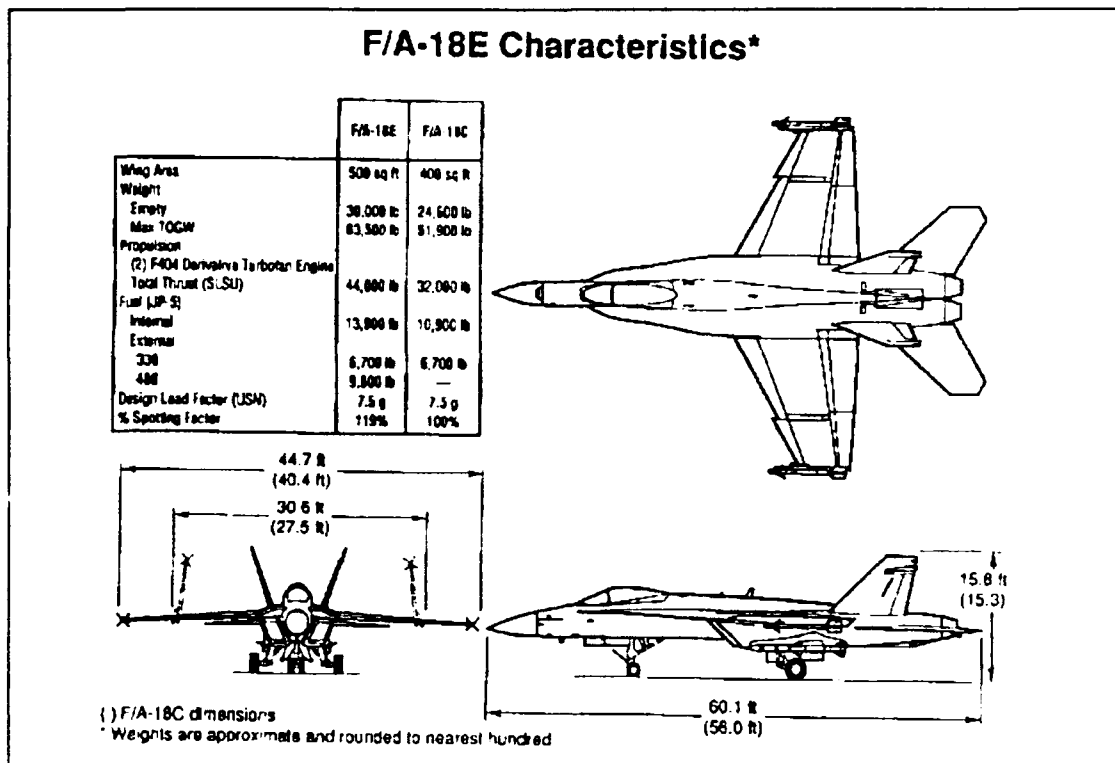 F/A-18E Characteristics*
F/A-18E F/A-18C
Wing Area 500 sq ft 400 sq ft
Weight
Empty 30,000 lb 24,600 lb
Max TOGW 63,500 lb 51,900 lb
Propulsion
(2) F404 Derivative Turbofan Engine
Total Thrust (SLSU) 44,000 lb 32,000 lb
Fuel (JP-5)
Internal 13,900 lb 10,900 lb
External
330 6,700 lb 6,700 lb
480 9,800 lb —
Design Load Factor (USN) 7.5 g 7.5 g
% Spotting Factor 119% 100%
44.7 ft
(40.4 ft)
30.6 ft
(27.5 ft)
15.8 ft
(15.3)
60.1 ft
(56.0 ft)
( ) F/A-18C dimensions
* Weights are approximate and rounded to nearest hundred